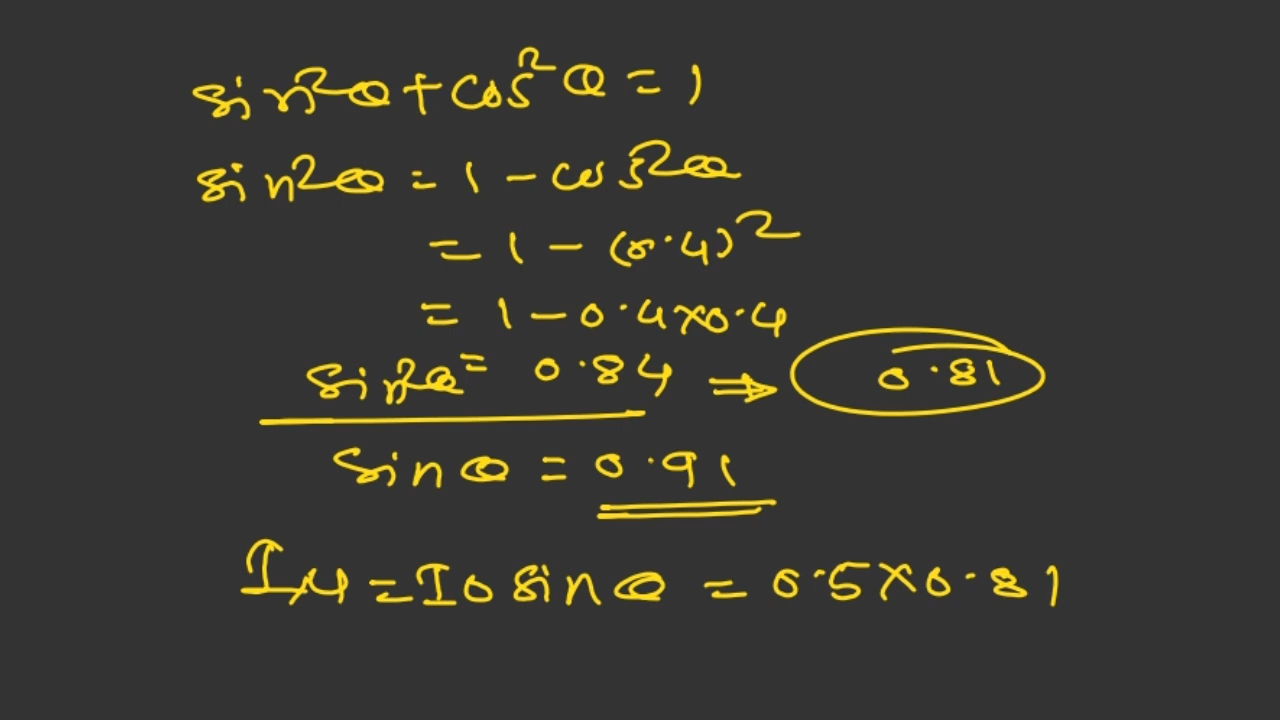 sin²θ + cos²θ = 1
sin²θ = 1 - cos²θ
= 1 - (0.4)²
= 1 - 0.4×0.4
sin²θ = 0.84 ⇒ 0.81
sinθ = 0.91
Iμ = I0 sinθ = 0.5×0.81